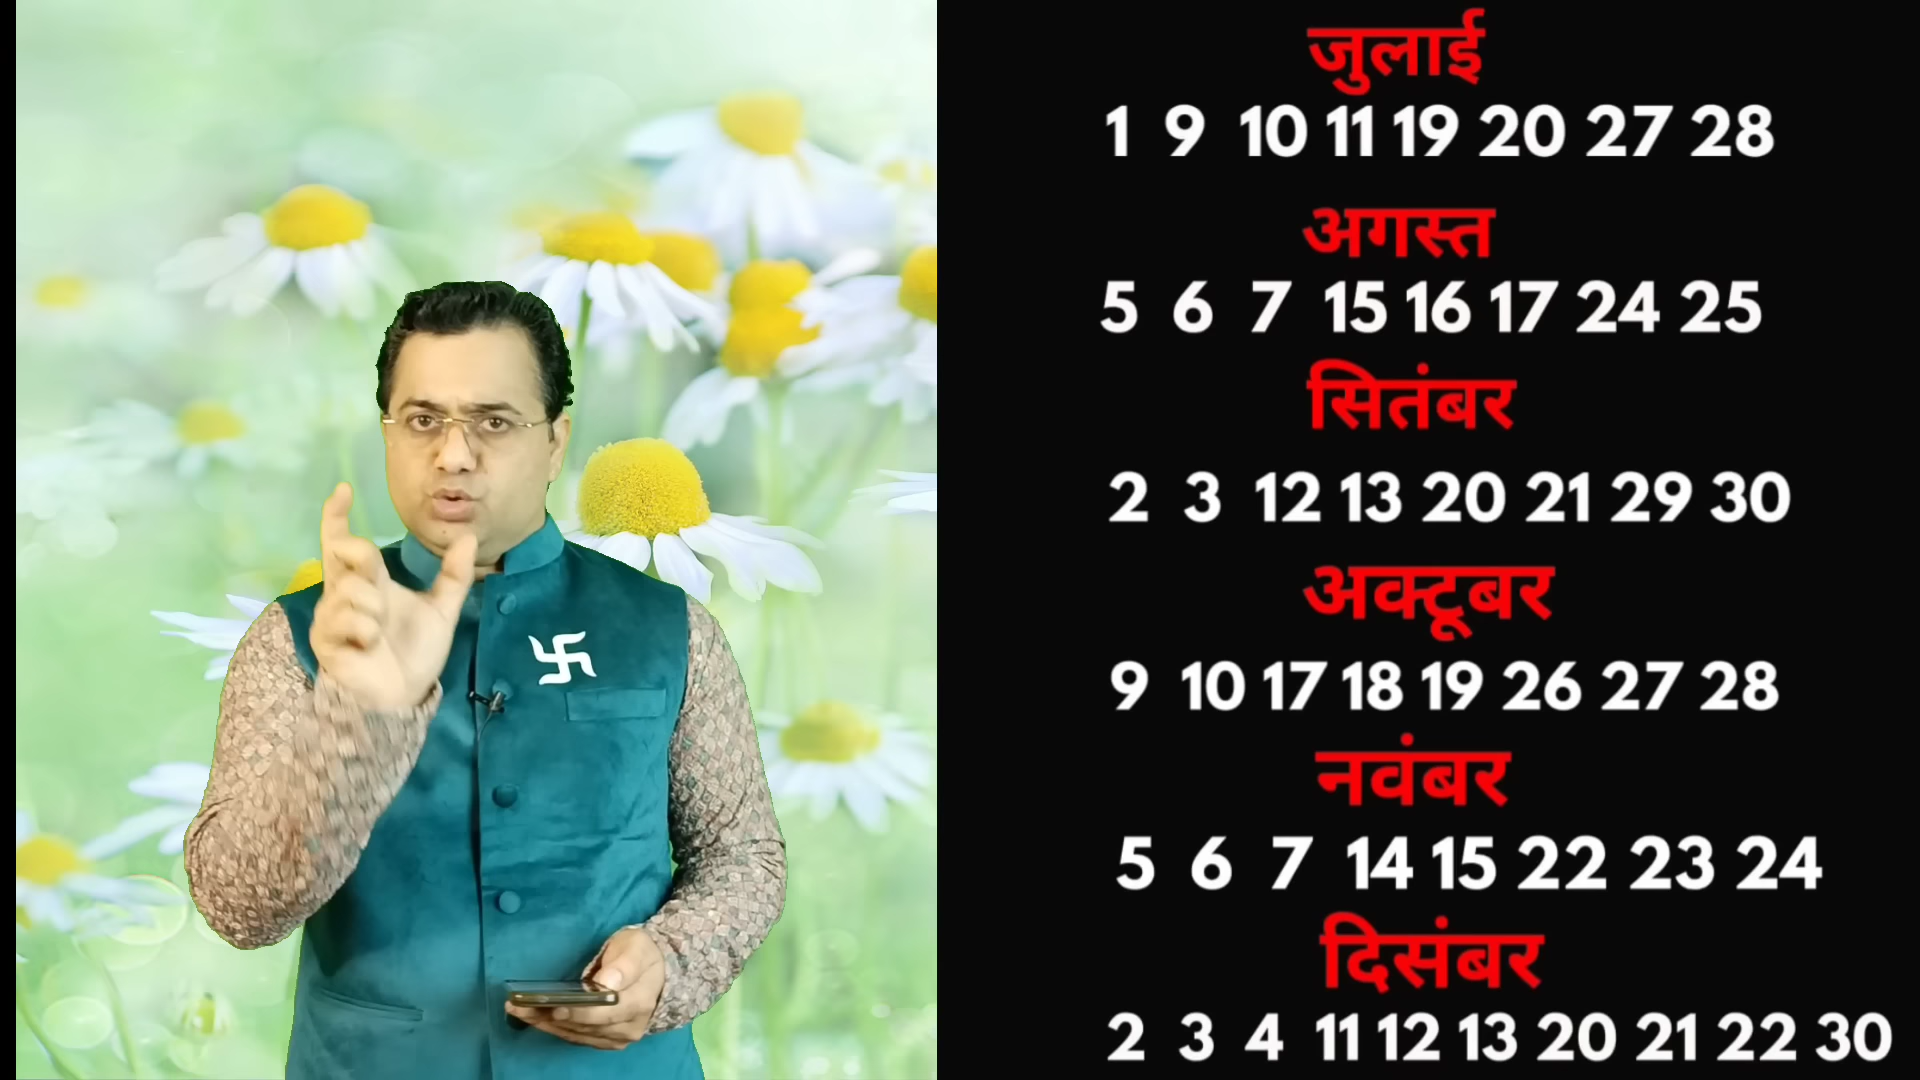 जुलाई
1 9 10 11 19 20 27 28
अगस्त
5 6 7 15 16 17 24 25
सितंबर
2 3 12 13 20 21 29 30
अक्टूबर
9 10 17 18 19 26 27 28
नवंबर
5 6 7 14 15 22 23 24
दिसंबर
2 3 4 11 12 13 20 21 22 30